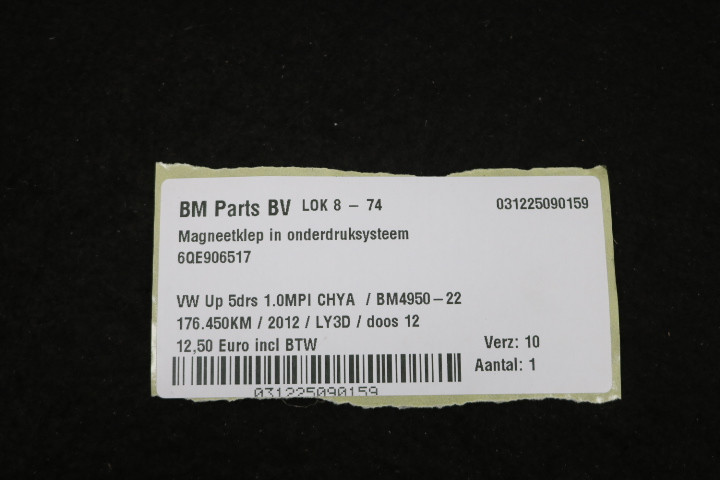 BM Parts BV LOK 8 – 74 031225090159
Magneetklep in onderdruksysteem
6QE906517
VW Up 5drs 1.0MPI CHYA / BM4950–22
176.450KM / 2012 / LY3D / doos 12
12,50 Euro incl BTW Verz: 10
Aantal: 1
031225090159